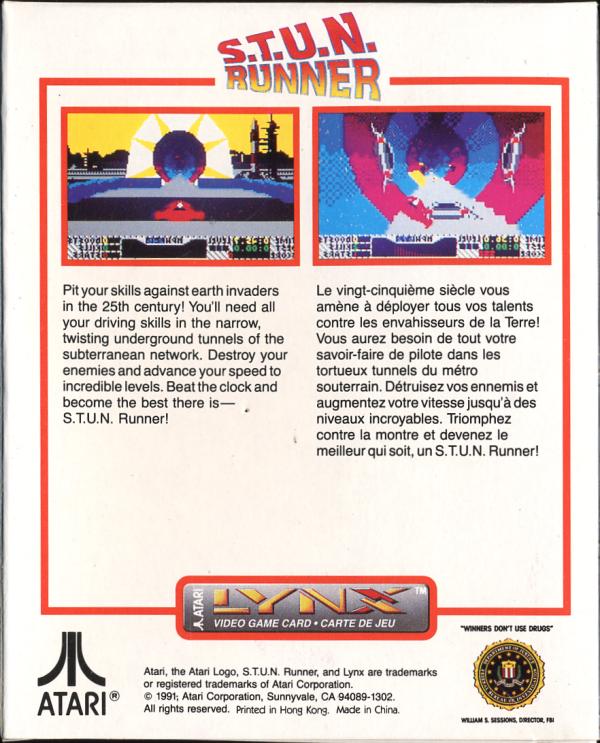 S.T.U.N.
RUNNER
Pit your skills against earth invaders
in the 25th century! You'll need all
your driving skills in the narrow,
twisting underground tunnels of the
subterranean network. Destroy your
enemies and advance your speed to
incredible levels. Beat the clock and
become the best there is—
S.T.U.N. Runner!
Le vingt-cinquième siècle vous
amène à déployer tous vos talents
contre les envahisseurs de la Terre!
Vous aurez besoin de tout votre
savoir-faire de pilote dans les
tortueux tunnels du métro
souterrain. Détruisez vos ennemis et
augmentez votre vitesse jusqu'à des
niveaux incroyables. Triomphez
contre la montre et devenez le
meilleur qui soit, un S.T.U.N. Runner!
ATARI
LYNX™
VIDEO GAME CARD • CARTE DE JEU
"WINNERS DON'T USE DRUGS"
ATARI®
Atari, the Atari Logo, S.T.U.N. Runner, and Lynx are trademarks
or registered trademarks of Atari Corporation.
© 1991, Atari Corporation, Sunnyvale, CA 94089-1302.
All rights reserved. Printed in Hong Kong. Made in China.
WILLIAM S. SESSIONS, DIRECTOR, FBI